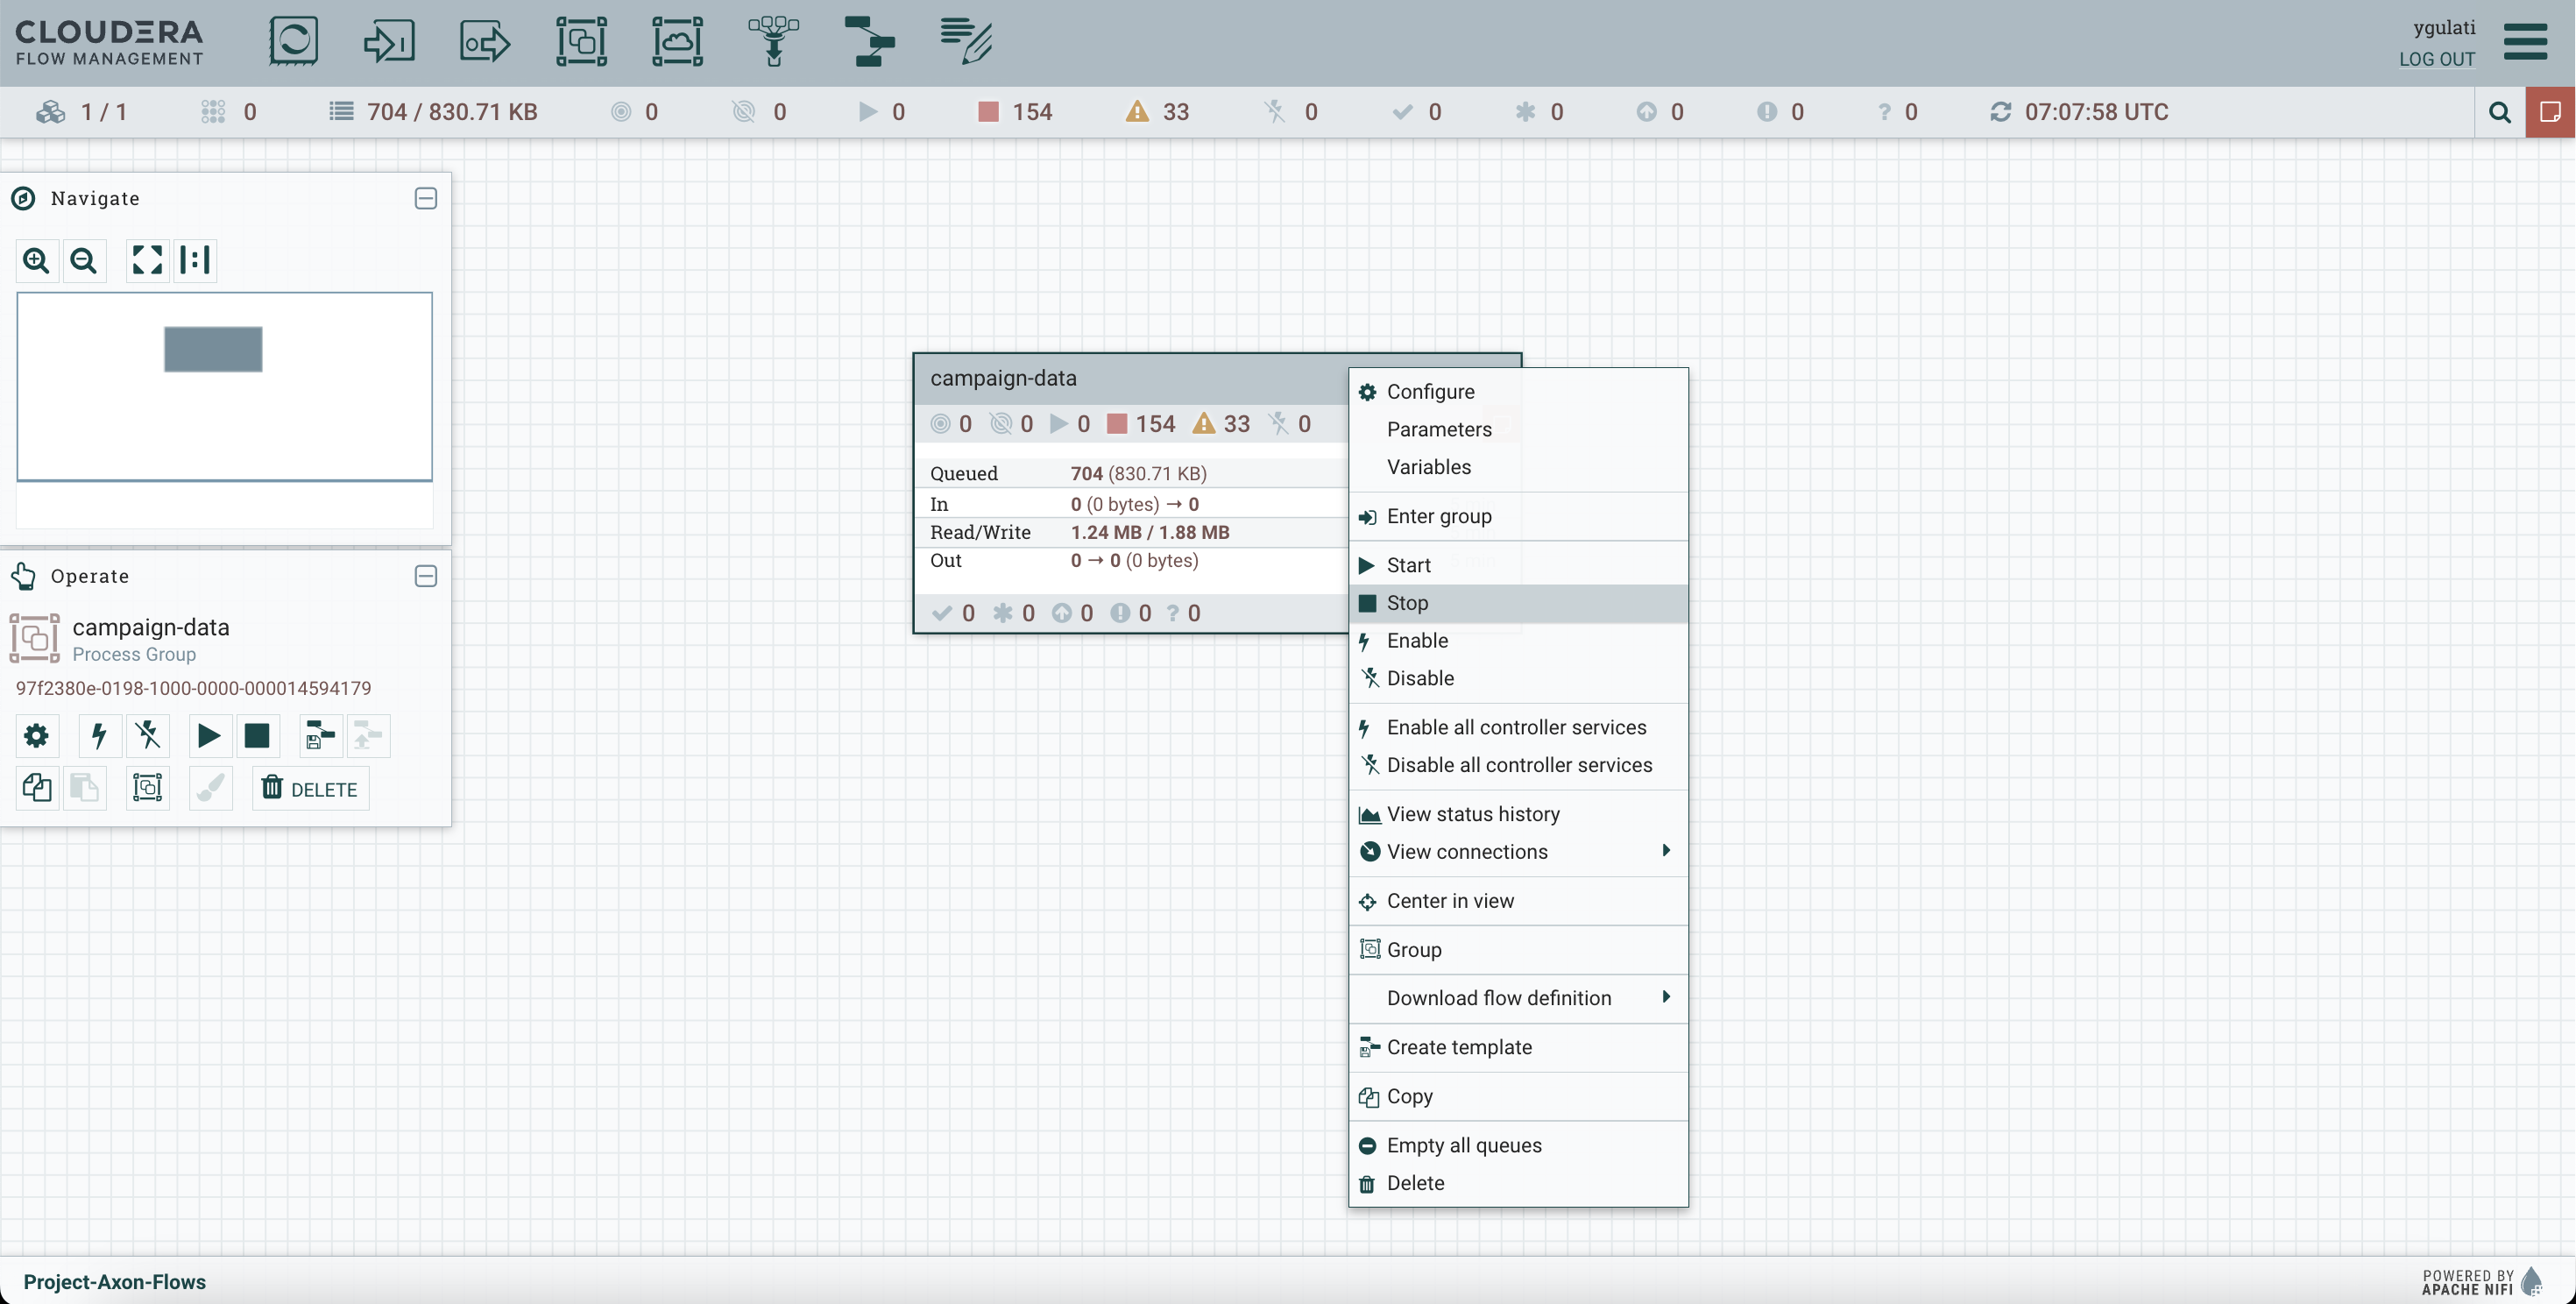 CLOUDERA
FLOW MANAGEMENT
ygulati
LOG OUT
1 / 1
0
704 / 830.71 KB
0
0
0
154
33
0
0
0
0
0
? 0
07:07:58 UTC
Navigate
Operate
campaign-data
Process Group
97f2380e-0198-1000-0000-000014594179
DELETE
campaign-data
0 0 0 154 33 0
Queued 704 (830.71 KB)
In 0 (0 bytes) → 0
Read/Write 1.24 MB / 1.88 MB
Out 0 → 0 (0 bytes)
0 0 0 0 ? 0
Configure
Parameters
Variables
Enter group
Start
Stop
Enable
Disable
Enable all controller services
Disable all controller services
View status history
View connections
Center in view
Group
Download flow definition
Create template
Copy
Empty all queues
Delete
Project-Axon-Flows
POWERED BY
APACHE NIFI